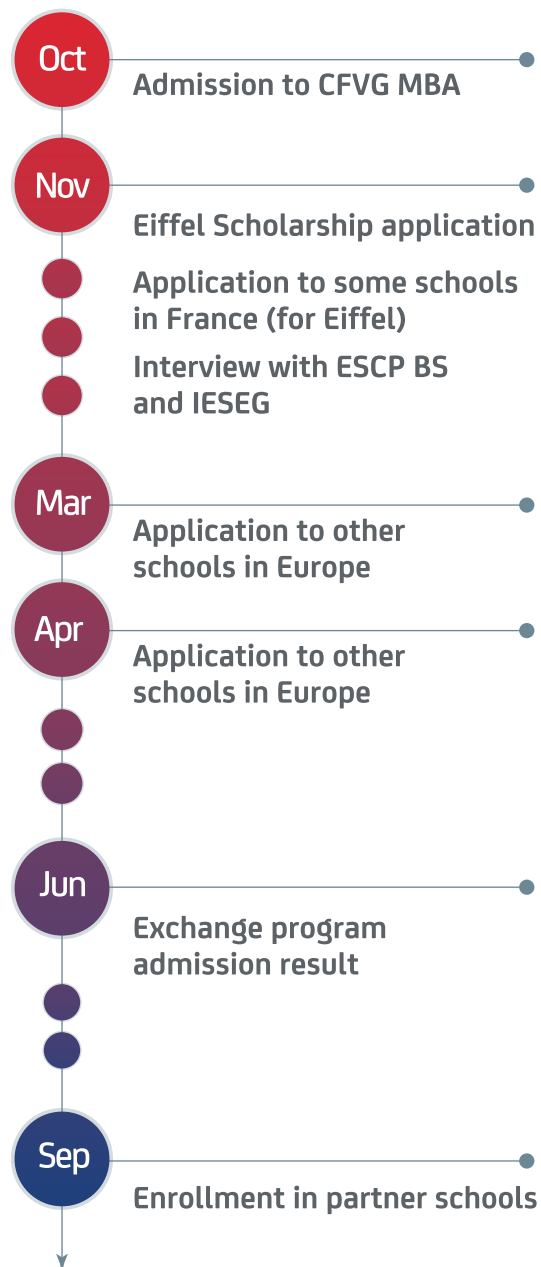 Oct
Admission to CFVG MBA
Nov
Eiffel Scholarship application
Application to some schools
in France (for Eiffel)
Interview with ESCP BS
and IESEG
Mar
Application to other
schools in Europe
Apr
Application to other
schools in Europe
Jun
Exchange program
admission result
Sep
Enrollment in partner schools